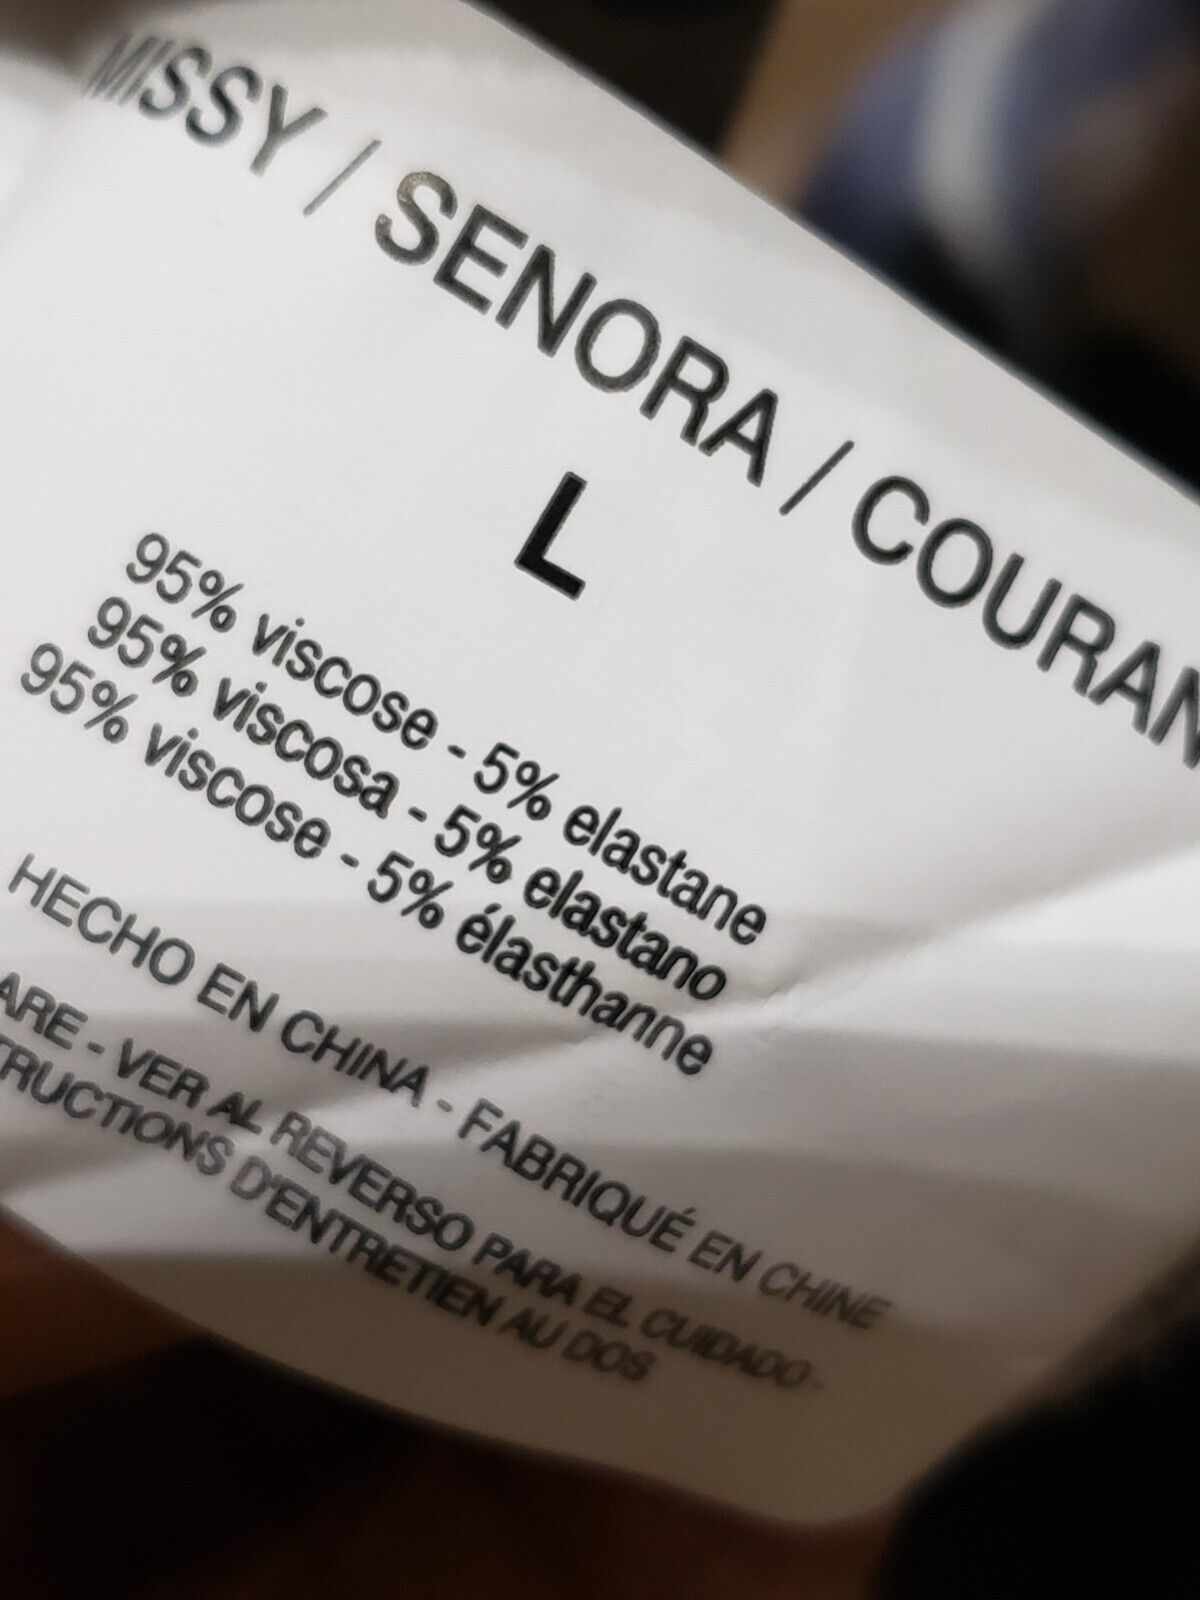 MISSY / SENORA / COURAN
L
95% viscose - 5% elastane
95% viscosa - 5% elastano
95% viscose - 5% élasthanne
HECHO EN CHINA - FABRIQUÉ EN CHINE
ARE - VER AL REVERSO PARA EL CUIDADO -
TRUCTIONS D'ENTRETIEN AU DOS